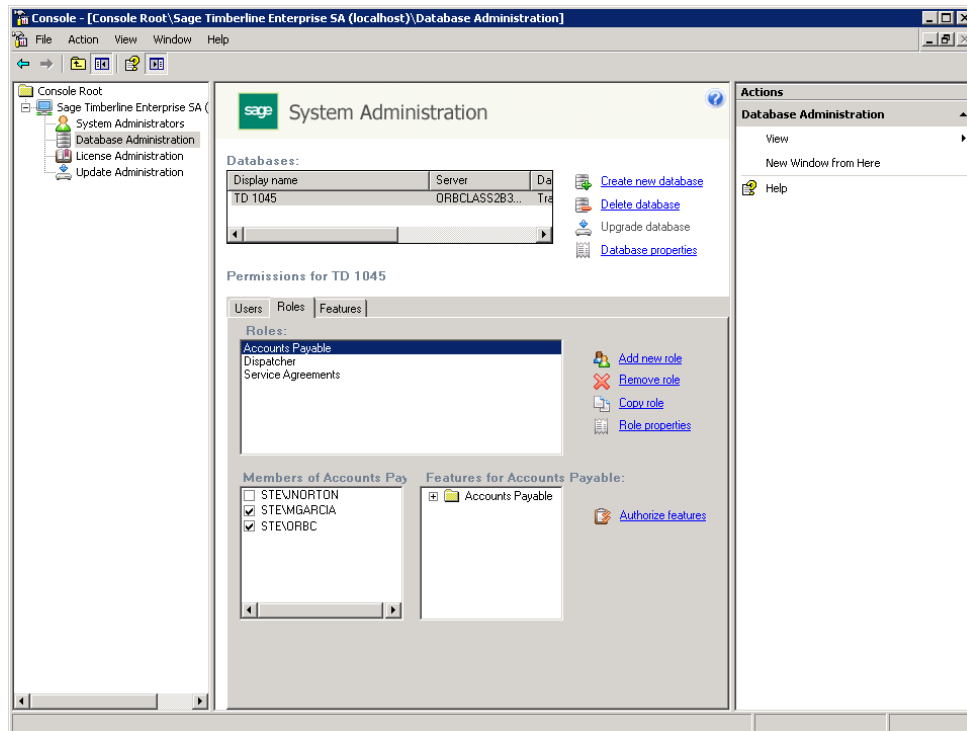 Console - [Console Root\Sage Timberline Enterprise SA (localhost)\Database Administration]
File Action View Window Help
Console Root
Sage Timberline Enterprise SA (
System Administrators
Database Administration
License Administration
Update Administration
sage System Administration
Databases:
Display name Server Da
TD 1045 ORBCLASS2B3... Tra
Create new database
Delete database
Upgrade database
Database properties
Permissions for TD 1045
Users Roles Features
Roles:
Accounts Payable
Dispatcher
Service Agreements
Add new role
Remove role
Copy role
Role properties
Members of Accounts Pay
STE\JNORTON
STE\MGARCIA
STE\ORBC
Features for Accounts Payable:
Accounts Payable
Authorize features
Actions
Database Administration
View
New Window from Here
Help